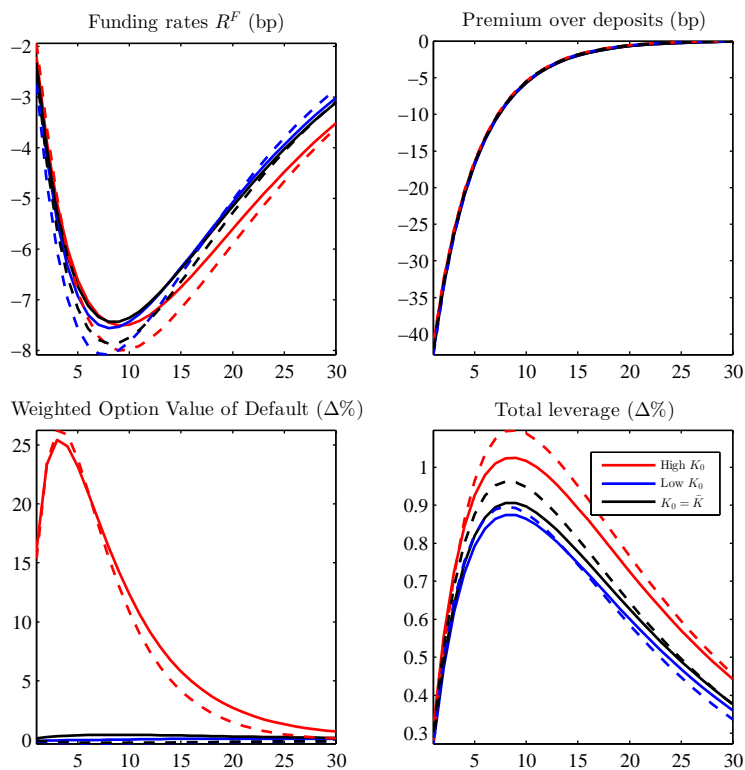 Funding rates $R^F$ (bp)
−2
−3
−4
−5
−6
−7
−8
5 10 15 20 25 30
Premium over deposits (bp)
0
−5
−10
−15
−20
−25
−30
−35
−40
5 10 15 20 25 30
Weighted Option Value of Default (Δ%)
25
20
15
10
5
0
5 10 15 20 25 30
Total leverage (Δ%)
1
0.9
0.8
0.7
0.6
0.5
0.4
0.3
5 10 15 20 25 30
High $K_0$
Low $K_0$
$K_0 = \bar{K}$